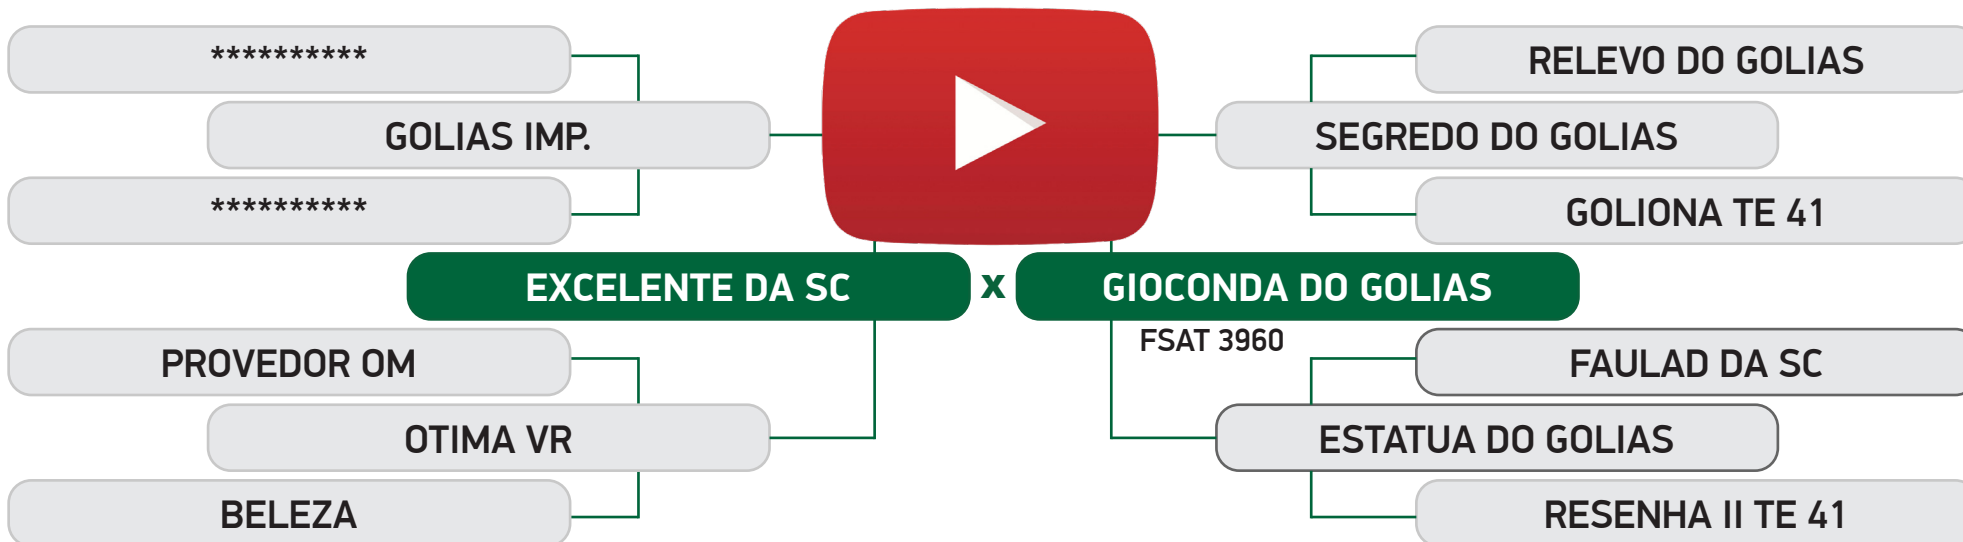 **********
RELEVO DO GOLIAS
GOLIAS IMP.
SEGREDO DO GOLIAS
**********
GOLIONA TE 41
EXCELENTE DA SC
x
GIOCONDA DO GOLIAS
FSAT 3960
PROVEDOR OM
FAULAD DA SC
OTIMA VR
ESTATUA DO GOLIAS
BELEZA
RESENHA II TE 41